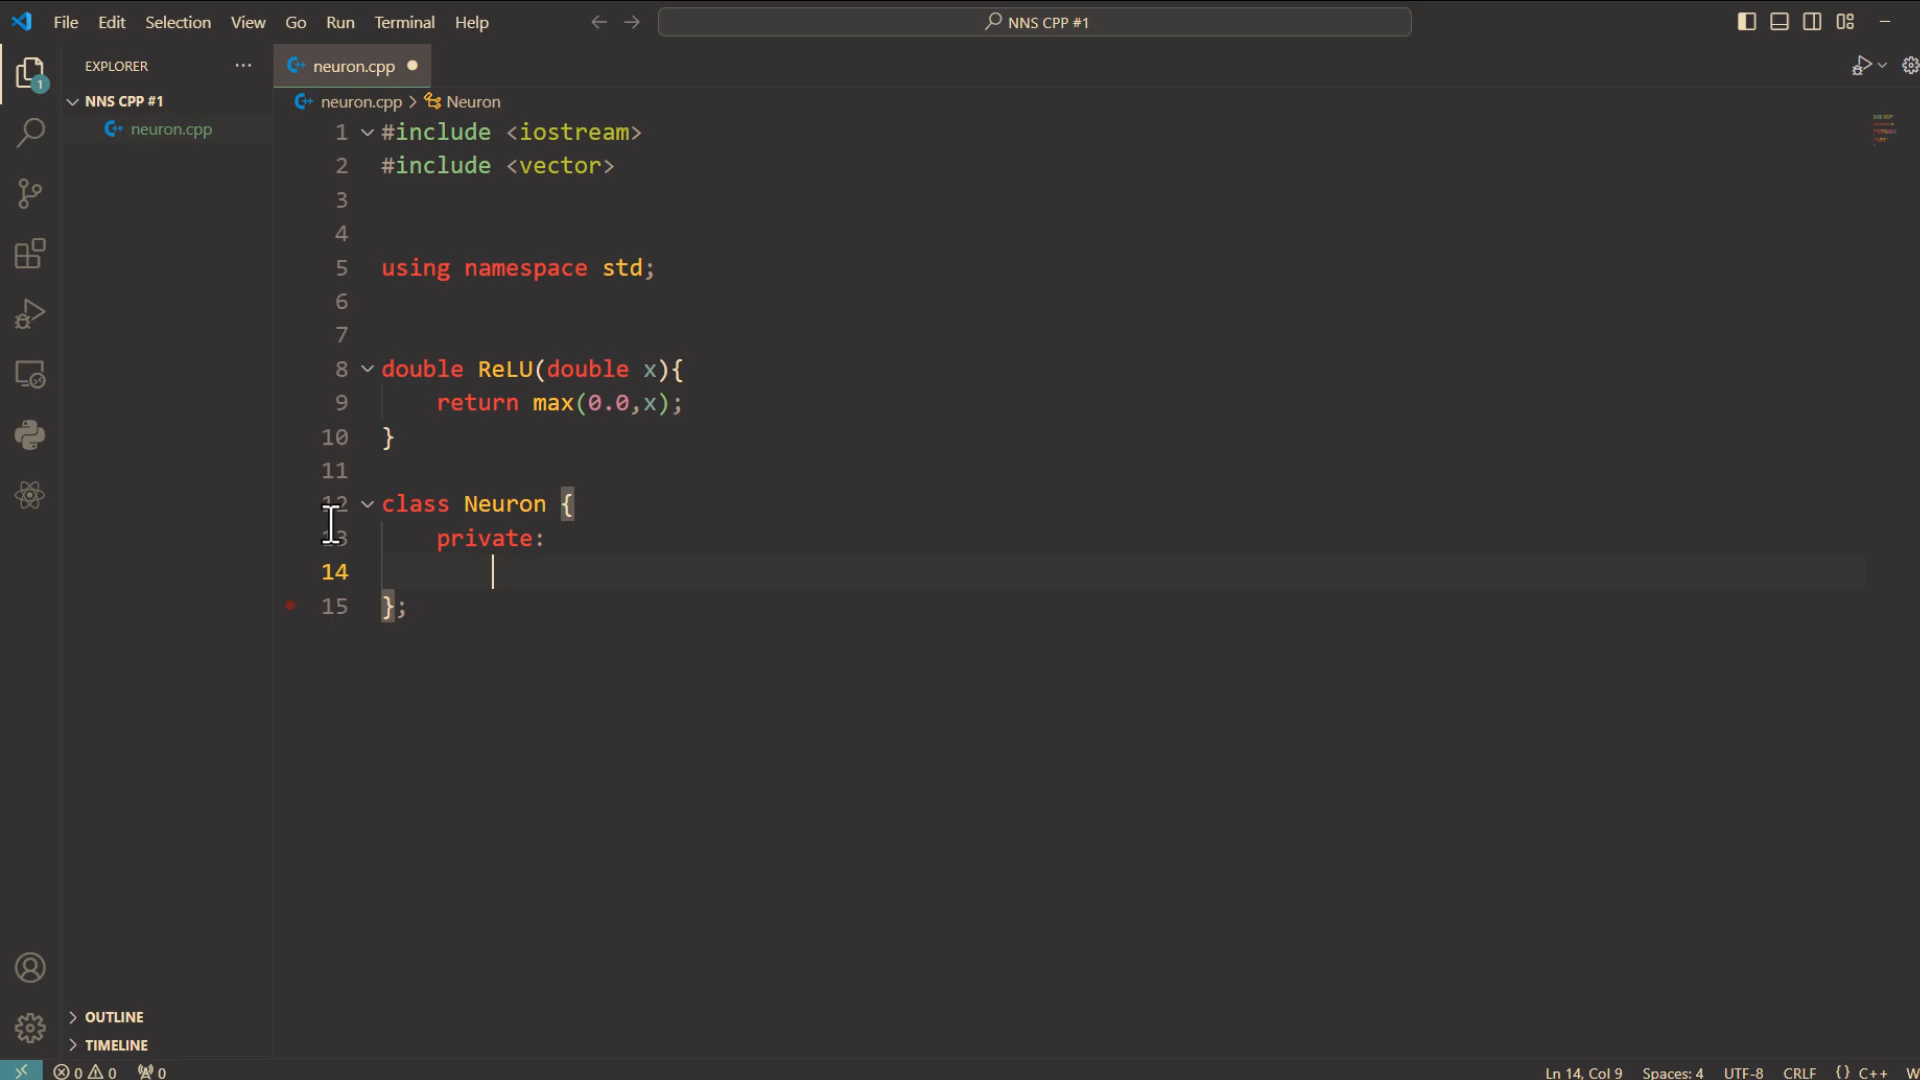 File Edit Selection View Go Run Terminal Help
NNS CPP #1
EXPLORER
neuron.cpp
NNS CPP #1
neuron.cpp > Neuron
neuron.cpp
1
1 #include <iostream>
2 #include <vector>
3
4
5 using namespace std;
6
7
8 double ReLU(double x){
9 return max(0.0,x);
10 }
11
12 class Neuron {
13 private:
14
15 };
OUTLINE
TIMELINE
0 0 0
Ln 14, Col 9 Spaces: 4 UTF-8 CRLF {} C++ W